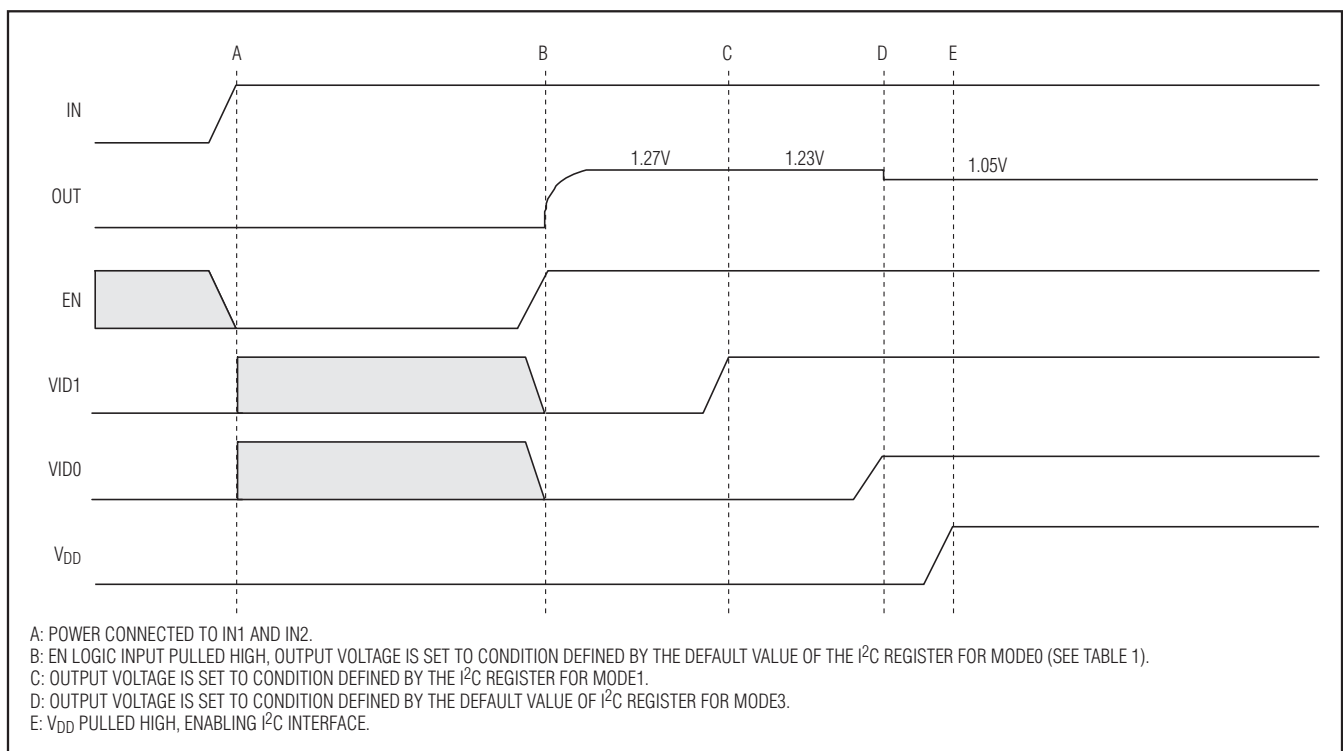 A B C D E
IN
1.27V 1.23V 1.05V
OUT
EN
VID1
VID0
VDD
A: POWER CONNECTED TO IN1 AND IN2.
B: EN LOGIC INPUT PULLED HIGH, OUTPUT VOLTAGE IS SET TO CONDITION DEFINED BY THE DEFAULT VALUE OF THE I2C REGISTER FOR MODE0 (SEE TABLE 1).
C: OUTPUT VOLTAGE IS SET TO CONDITION DEFINED BY THE I2C REGISTER FOR MODE1.
D: OUTPUT VOLTAGE IS SET TO CONDITION DEFINED BY THE DEFAULT VALUE OF I2C REGISTER FOR MODE3.
E: VDD PULLED HIGH, ENABLING I2C INTERFACE.